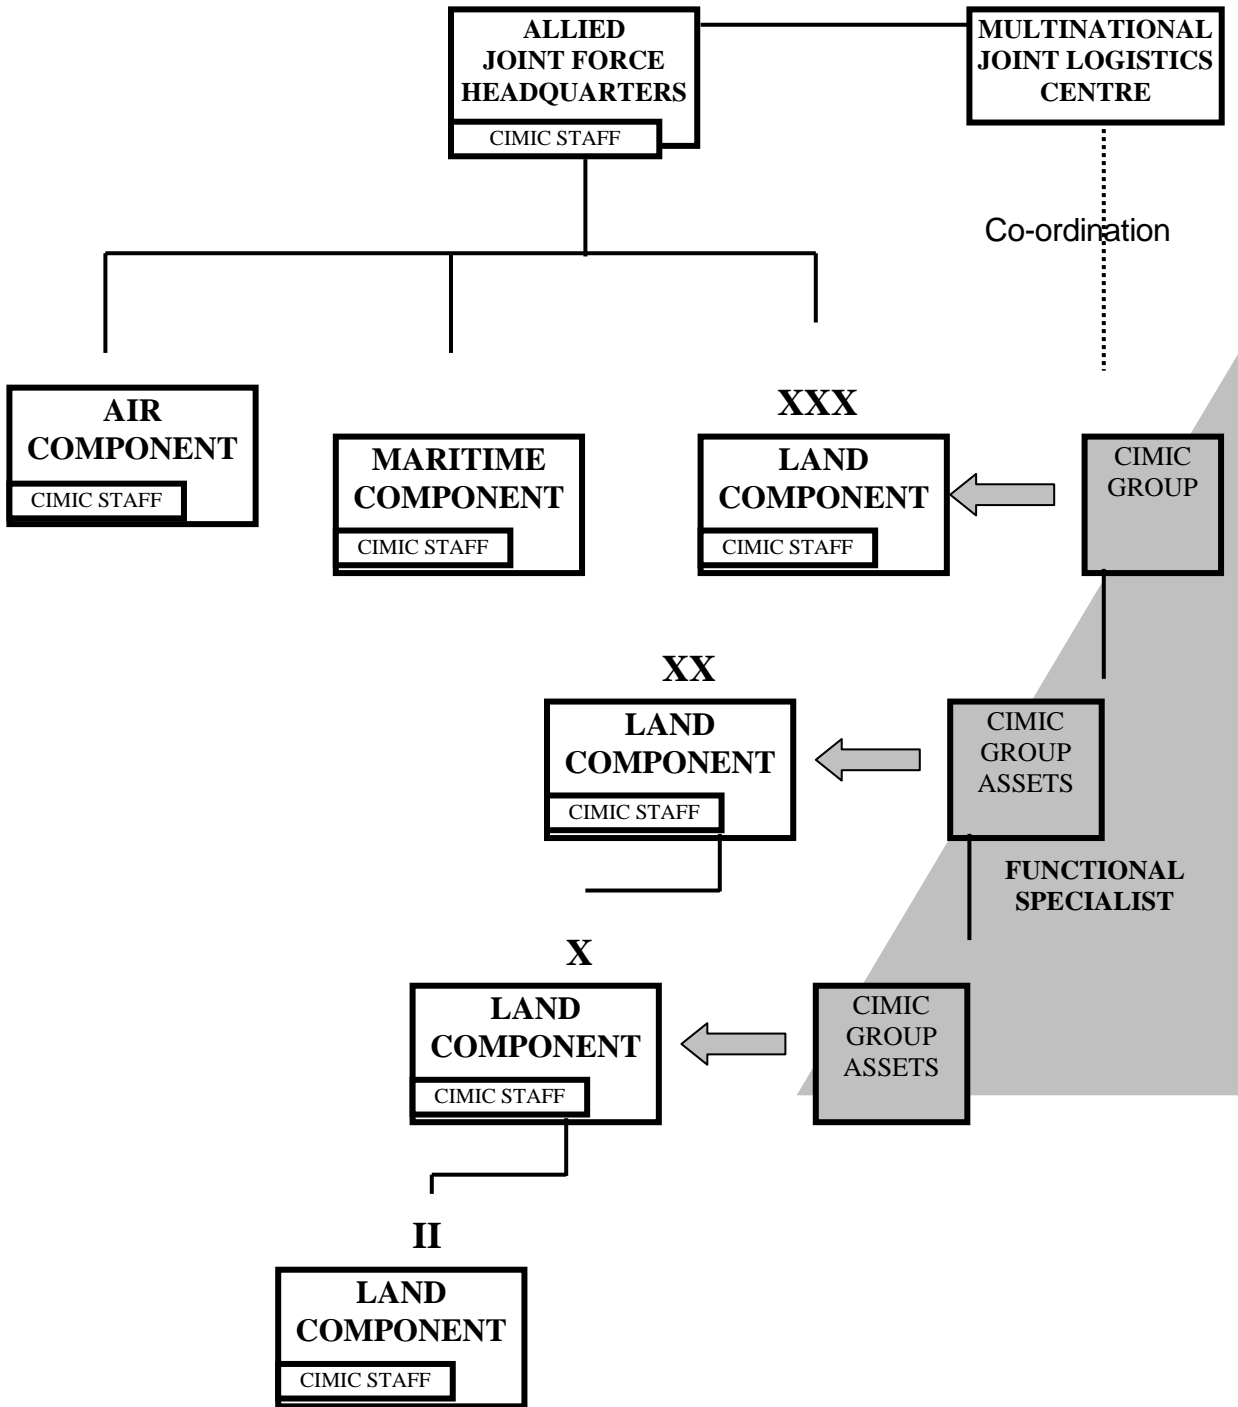 ALLIED
JOINT FORCE
HEADQUARTERS
CIMIC STAFF
MULTINATIONAL
JOINT LOGISTICS
CENTRE
Co-ordination
AIR
COMPONENT
CIMIC STAFF
MARITIME
COMPONENT
CIMIC STAFF
XXX
LAND
COMPONENT
CIMIC STAFF
CIMIC
GROUP
XX
LAND
COMPONENT
CIMIC STAFF
CIMIC
GROUP
ASSETS
FUNCTIONAL
SPECIALIST
X
LAND
COMPONENT
CIMIC STAFF
CIMIC
GROUP
ASSETS
II
LAND
COMPONENT
CIMIC STAFF